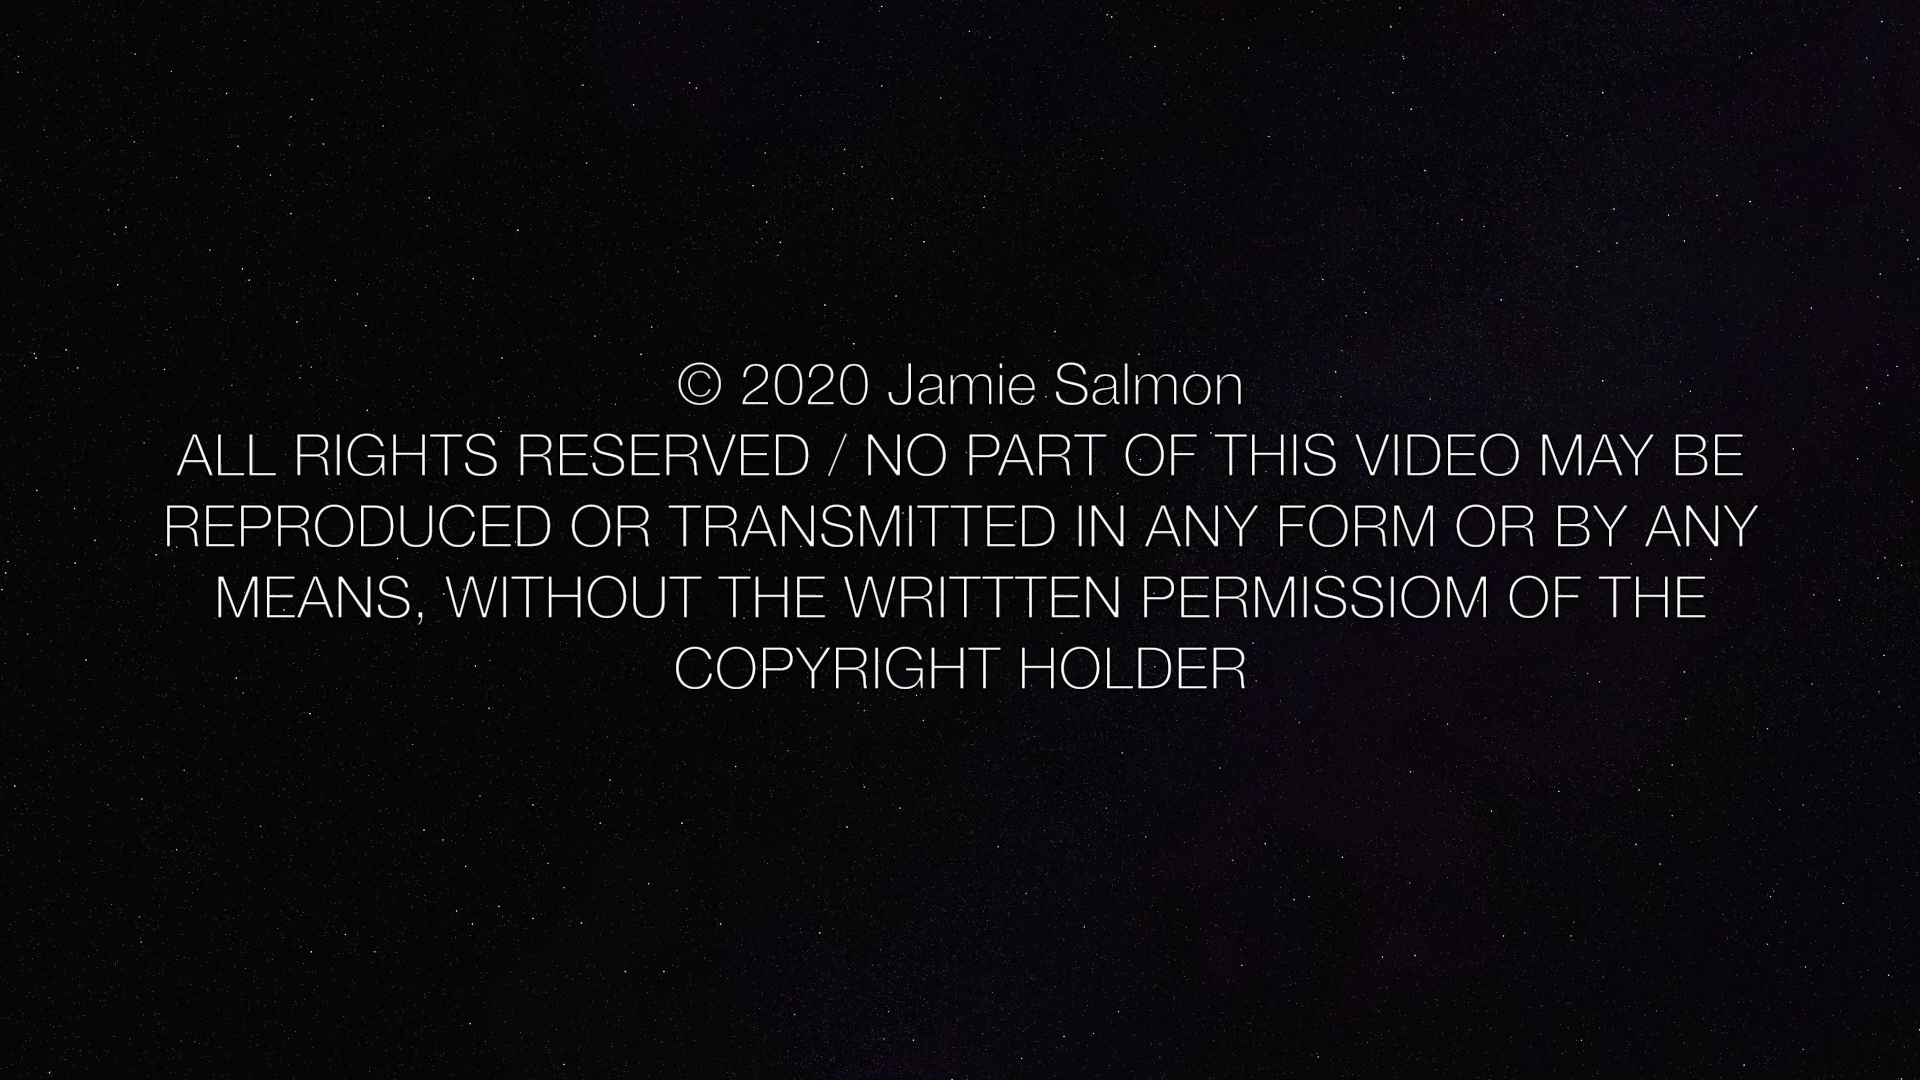 © 2020 Jamie Salmon
ALL RIGHTS RESERVED / NO PART OF THIS VIDEO MAY BE
REPRODUCED OR TRANSMITTED IN ANY FORM OR BY ANY
MEANS, WITHOUT THE WRITTTEN PERMISSIOM OF THE
COPYRIGHT HOLDER